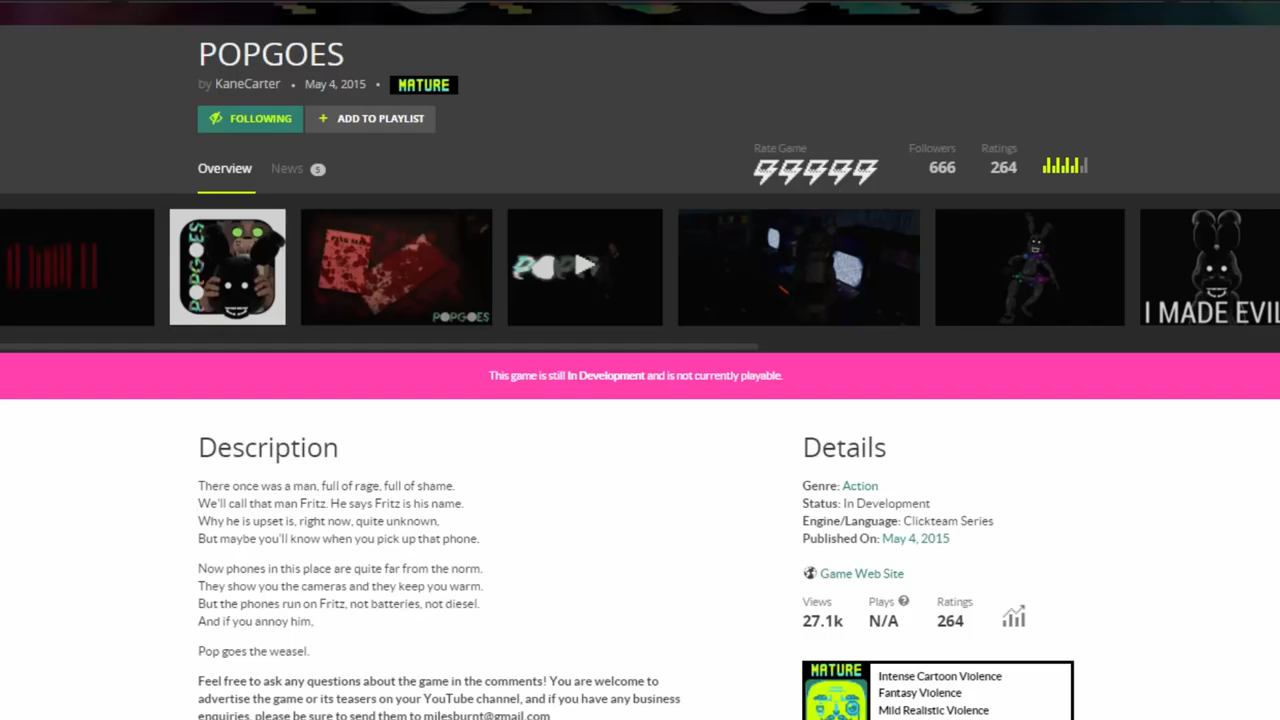 POPGOES
by KaneCarter • May 4, 2015 • MATURE
FOLLOWING + ADD TO PLAYLIST
Overview News 5
Rate Game
Followers
666
Ratings
264
POPGOES
POPGOES
I MADE EVIL
This game is still In Development and is not currently playable.
Description
There once was a man, full of rage, full of shame.
We'll call that man Fritz. He says Fritz is his name.
Why he is upset is, right now, quite unknown,
But maybe you'll know when you pick up that phone.
Now phones in this place are quite far from the norm.
They show you the cameras and they keep you warm.
But the phones run on Fritz, not batteries, not diesel.
And if you annoy him,
Pop goes the weasel.
Feel free to ask any questions about the game in the comments! You are welcome to
advertise the game or its teasers on your YouTube channel, and if you have any business
enquiries, please be sure to send them to milesburnt@gmail.com
Details
Genre: Action
Status: In Development
Engine/Language: Clickteam Series
Published On: May 4, 2015
Game Web Site
Views Plays ? Ratings
27.1k N/A 264
MATURE
Intense Cartoon Violence
Fantasy Violence
Mild Realistic Violence